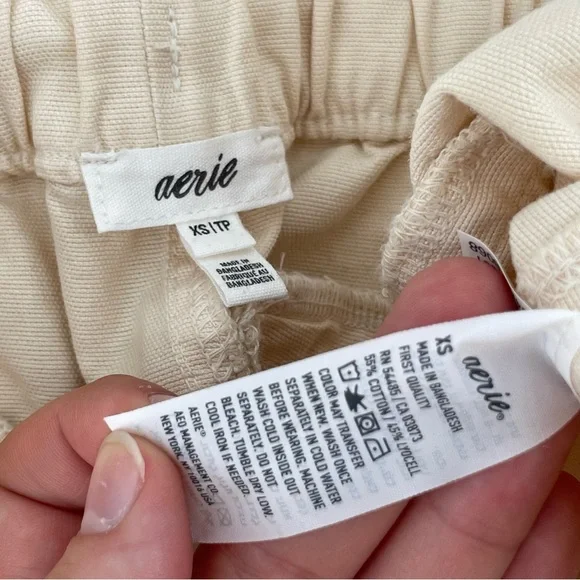 aerie
XS | TP
MADE IN
BANGLADESH
FABRIQUÉ AU
BANGLADESH
XS aerie®
MADE IN BANGLADESH
FIRST QUALITY
55% COTTON / 45% LYOCELL
RN 54485 / CA 03973
COLOR MAY TRANSFER
WHEN NEW. WASH ONCE
SEPARATELY IN COLD WATER
BEFORE WEARING. MACHINE
WASH COLD INSIDE OUT
SEPARATELY. DO NOT
BLEACH. TUMBLE DRY LOW.
COOL IRON IF NEEDED.
AERIE®
AEO MANAGEMENT CO.
NEW YORK, NY 10016 USA